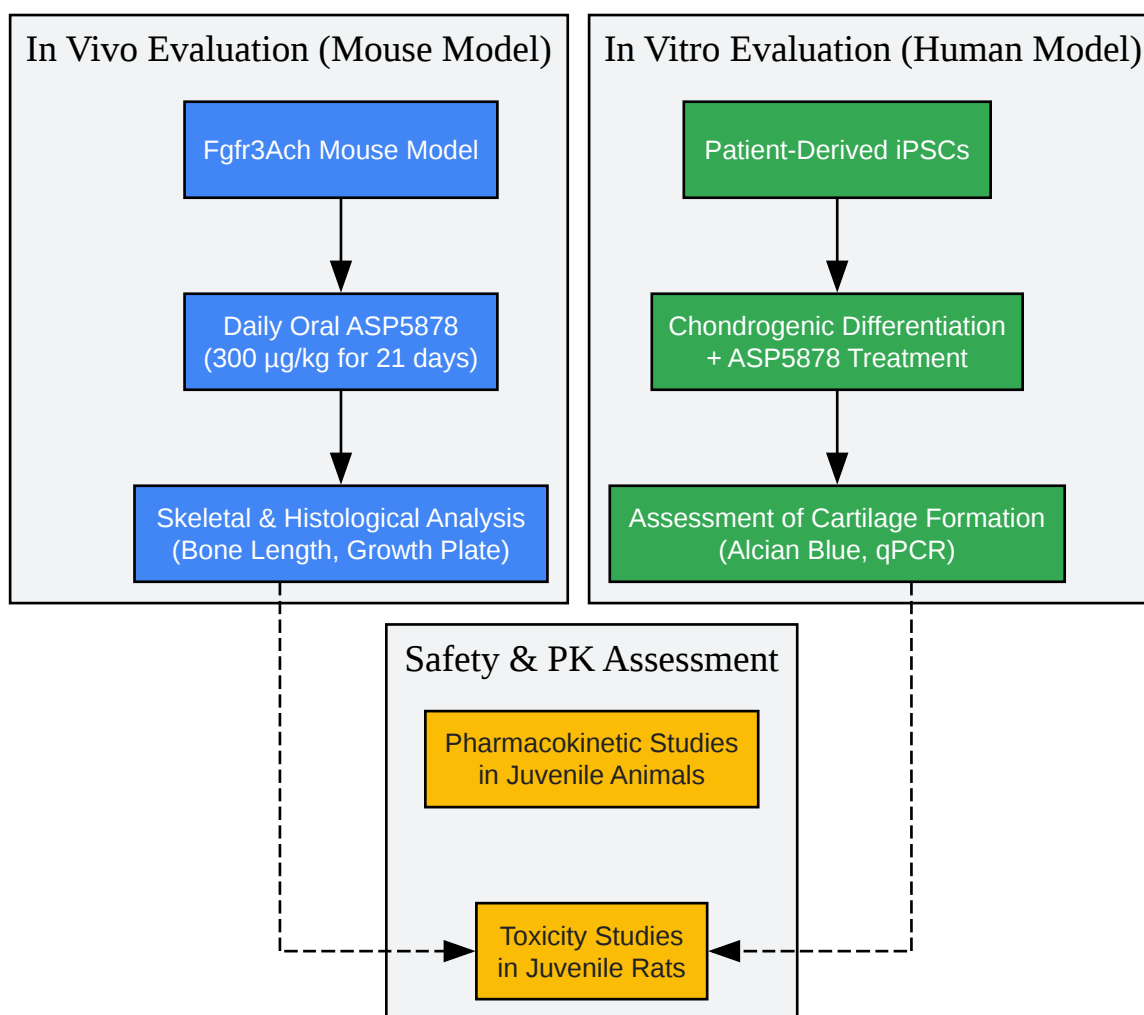 In Vivo Evaluation (Mouse Model)
Fgfr3Ach Mouse Model
Daily Oral ASP5878
(300 µg/kg for 21 days)
Skeletal & Histological Analysis
(Bone Length, Growth Plate)
In Vitro Evaluation (Human Model)
Patient-Derived iPSCs
Chondrogenic Differentiation
+ ASP5878 Treatment
Assessment of Cartilage Formation
(Alcian Blue, qPCR)
Safety & PK Assessment
Pharmacokinetic Studies
in Juvenile Animals
Toxicity Studies
in Juvenile Rats